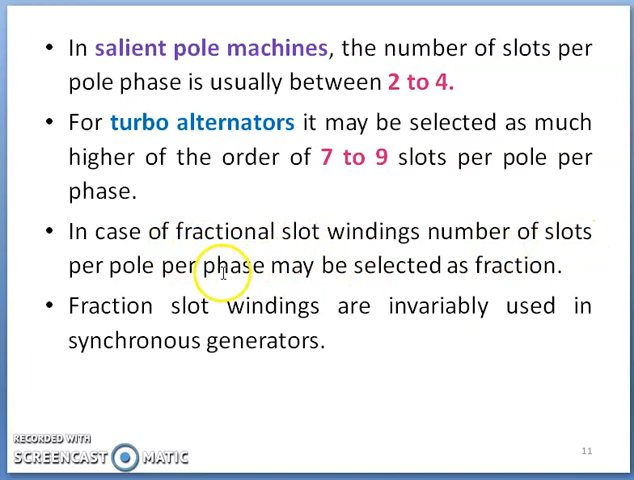 • In salient pole machines, the number of slots per
pole phase is usually between 2 to 4.
• For turbo alternators it may be selected as much
higher of the order of 7 to 9 slots per pole per
phase.
• In case of fractional slot windings number of slots
per pole per phase may be selected as fraction.
• Fraction slot windings are invariably used in
synchronous generators.
RECORDED WITH
SCREENCAST MATIC
11